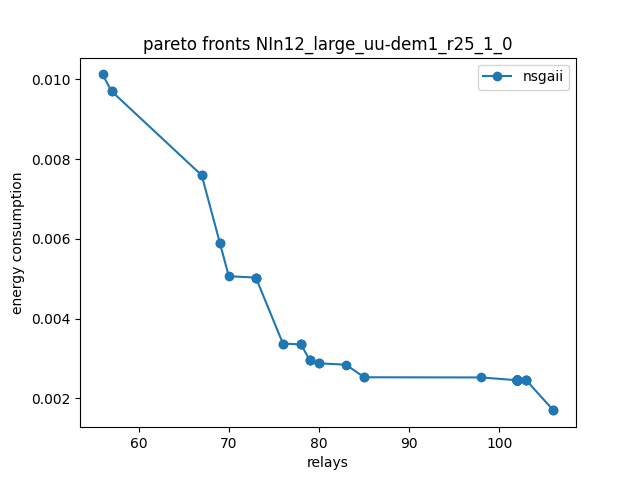 pareto fronts NIn12_large_uu-dem1_r25_1_0
nsgaii
energy consumption
0.010
0.008
0.006
0.004
0.002
60 70 80 90 100
relays